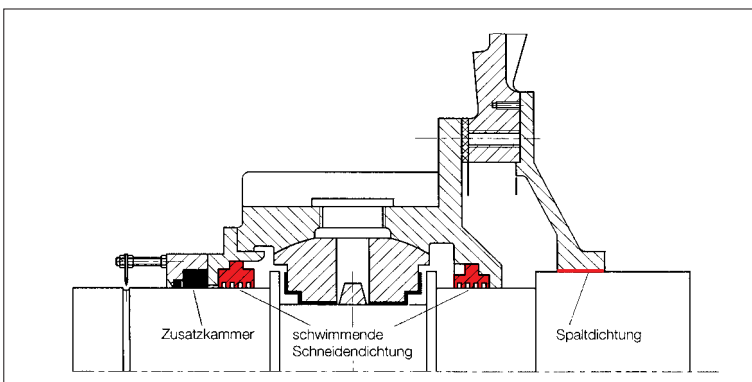 Zusatzkammer
schwimmende
Schneidendichtung
Spaltdichtung